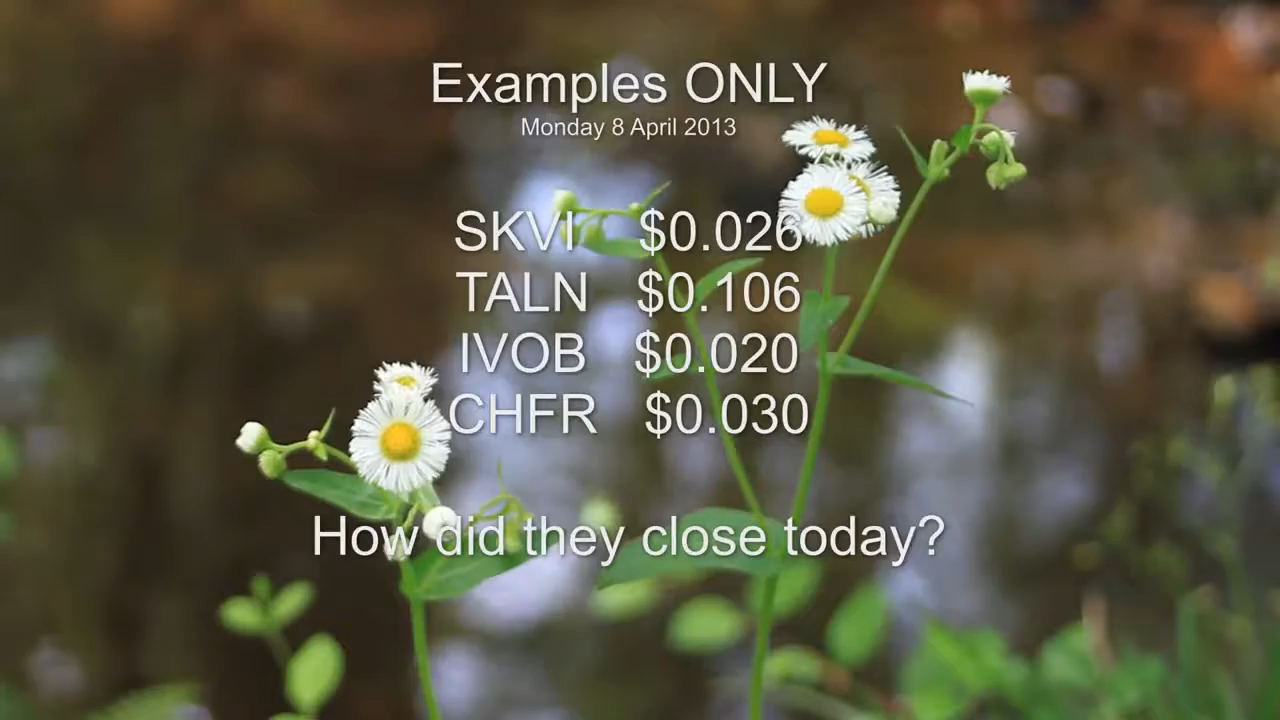 Examples ONLY
Monday 8 April 2013
SKVI $0.026
TALN $0.106
IVOB $0.020
CHFR $0.030
How did they close today?